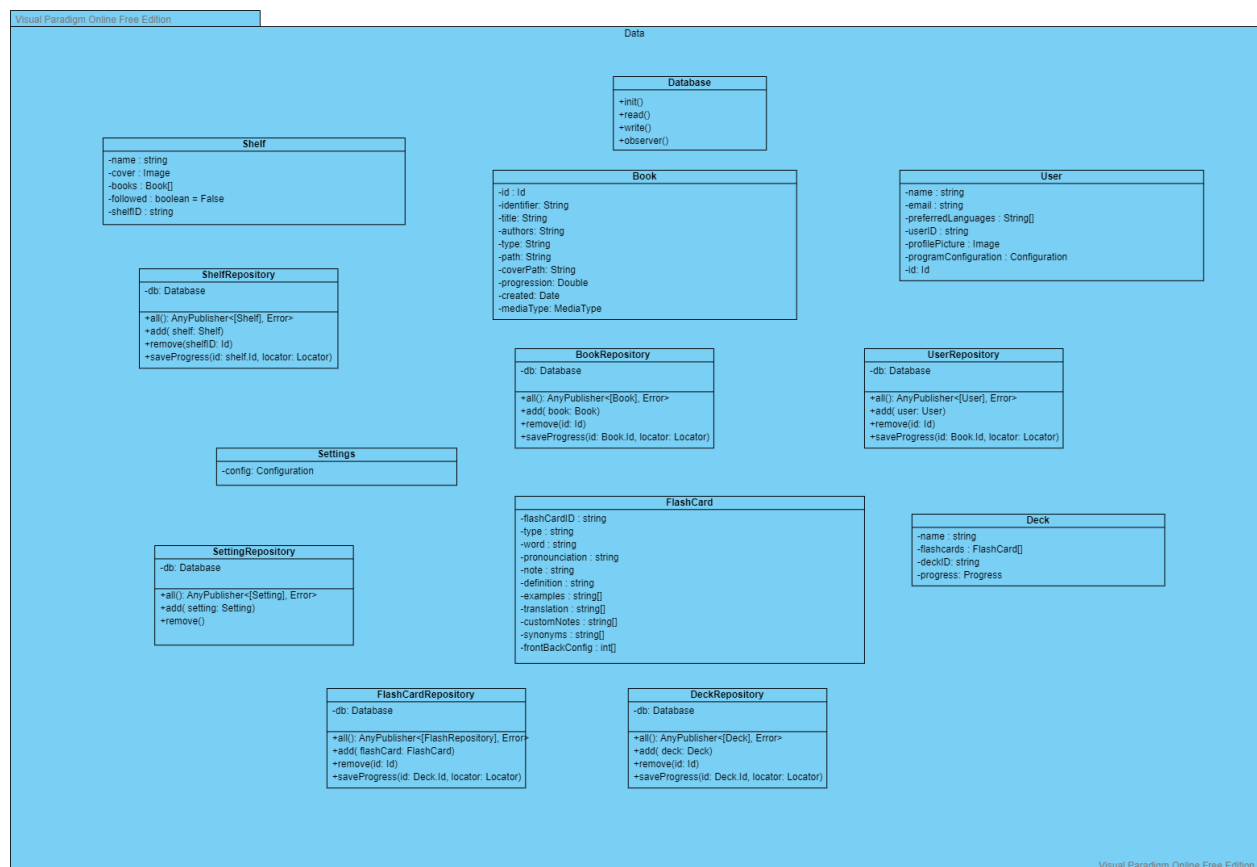 Visual Paradigm Online Free Edition
Data
Database
+init()
+read()
+write()
+observer()
Shelf
-name : string
-cover : Image
-books : Book[]
-followed : boolean = False
-shelfID : string
Book
-id : Id
-identifier: String
-title: String
-authors: String
-type: String
-path: String
-coverPath: String
-progression: Double
-created: Date
-mediaType: MediaType
User
-name : string
-email : string
-preferredLanguages : String[]
-userID : string
-profilePicture : Image
-programConfiguration : Configuration
-id: Id
ShelfRepository
-db: Database
+all(): AnyPublisher<[Shelf], Error>
+add( shelf: Shelf)
+remove(shelfID: Id)
+saveProgress(id: shelf.Id, locator: Locator)
BookRepository
-db: Database
+all(): AnyPublisher<[Book], Error>
+add( book: Book)
+remove(id: Id)
+saveProgress(id: Book.Id, locator: Locator)
UserRepository
-db: Database
+all(): AnyPublisher<[User], Error>
+add( user: User)
+remove(id: Id)
+saveProgress(id: Book.Id, locator: Locator)
Settings
-config: Configuration
FlashCard
-flashCardID : string
-type : string
-word : string
-pronounciation : string
-note : string
-definition : string
-examples : string[]
-translation : string[]
-customNotes : string[]
-synonyms : string[]
-frontBackConfig : int[]
Deck
-name : string
-flashcards : FlashCard[]
-deckID: string
-progress: Progress
SettingRepository
-db: Database
+all(): AnyPublisher<[Setting], Error>
+add( setting: Setting)
+remove()
FlashCardRepository
-db: Database
+all(): AnyPublisher<[FlashRepository], Error>
+add( flashCard: FlashCard)
+remove(id: Id)
+saveProgress(id: Deck.Id, locator: Locator)
DeckRepository
-db: Database
+all(): AnyPublisher<[Deck], Error>
+add( deck: Deck)
+remove(id: Id)
+saveProgress(id: Deck.Id, locator: Locator)
Visual Paradigm Online Free Edition